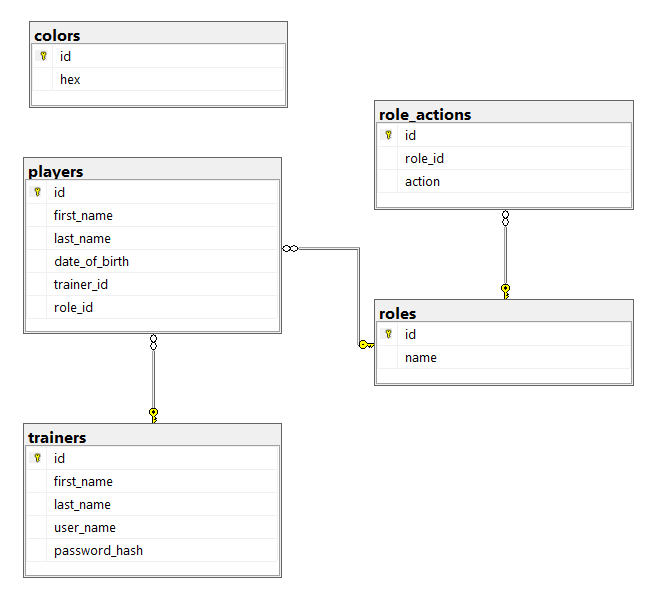 colors
id
hex
role_actions
id
role_id
action
players
id
first_name
last_name
date_of_birth
trainer_id
role_id
roles
id
name
trainers
id
first_name
last_name
user_name
password_hash